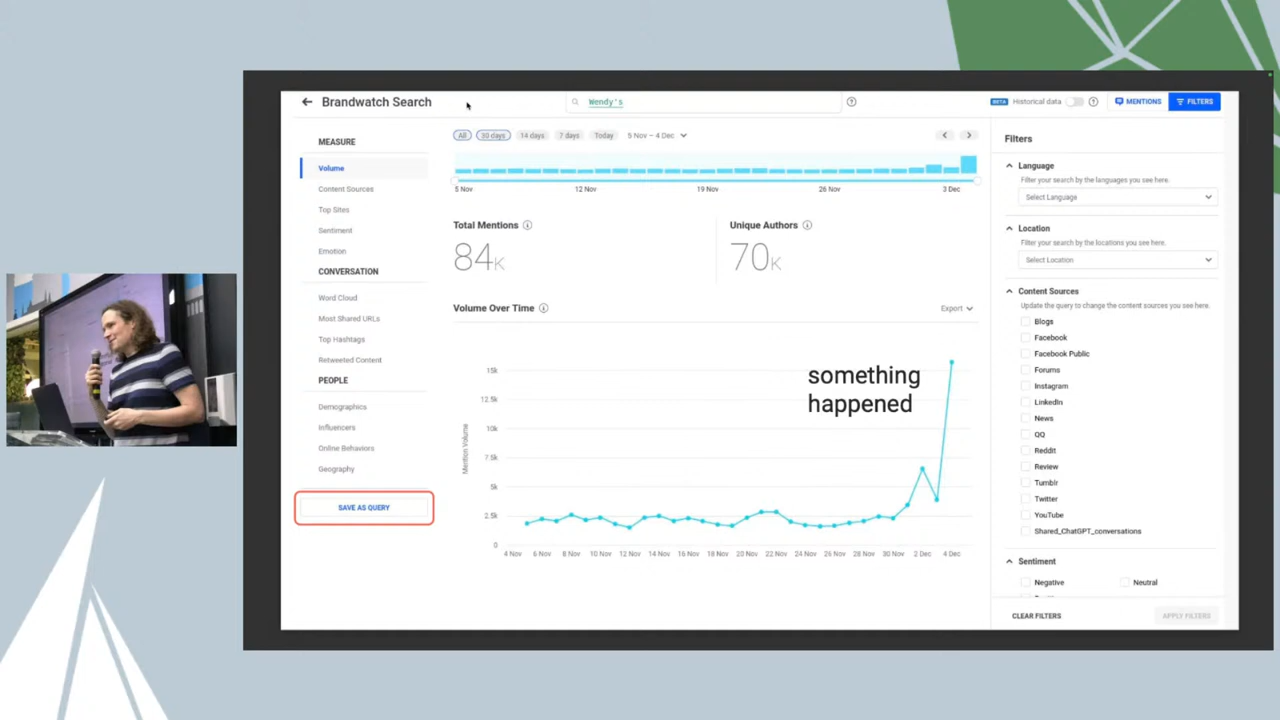 Brandwatch Search
Wendy's
BETA Historical data
MENTIONS
FILTERS
MEASURE
Volume
Content Sources
Top Sites
Sentiment
Emotion
CONVERSATION
Word Cloud
Most Shared URLs
Top Hashtags
Retweeted Content
PEOPLE
Demographics
Influencers
Online Behaviors
Geography
SAVE AS QUERY
All 30 days 14 days 7 days Today 5 Nov – 4 Dec
5 Nov 12 Nov 19 Nov 26 Nov 3 Dec
Total Mentions
84K
Unique Authors
70K
Volume Over Time
Export
something
happened
Mention Volume
15k
12.5k
10k
7.5k
5k
2.5k
0
4 Nov 6 Nov 8 Nov 10 Nov 12 Nov 14 Nov 16 Nov 18 Nov 20 Nov 22 Nov 24 Nov 26 Nov 28 Nov 30 Nov 2 Dec 4 Dec
Filters
Language
Filter your search by the languages you see here.
Select Language
Location
Filter your search by the locations you see here.
Select Location
Content Sources
Update the query to change the content sources you see here.
Blogs
Facebook
Facebook Public
Forums
Instagram
LinkedIn
News
QQ
Reddit
Review
Tumblr
Twitter
YouTube
Shared_ChatGPT_conversations
Sentiment
Negative Neutral
CLEAR FILTERS APPLY FILTERS